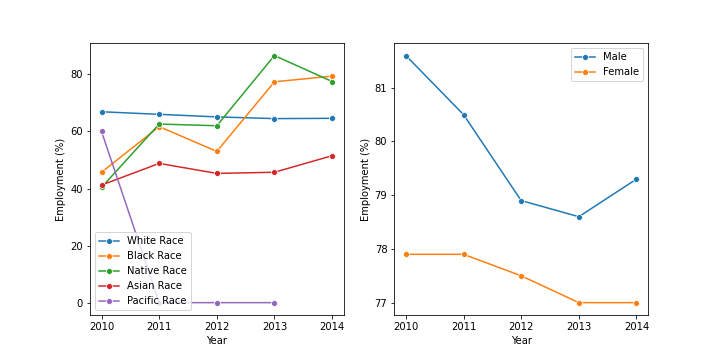 Employment (%)
80
60
40
20
0
White Race
Black Race
Native Race
Asian Race
Pacific Race
2010 2011 2012 2013 2014
Year
Employment (%)
81
80
79
78
77
Male
Female
2010 2011 2012 2013 2014
Year